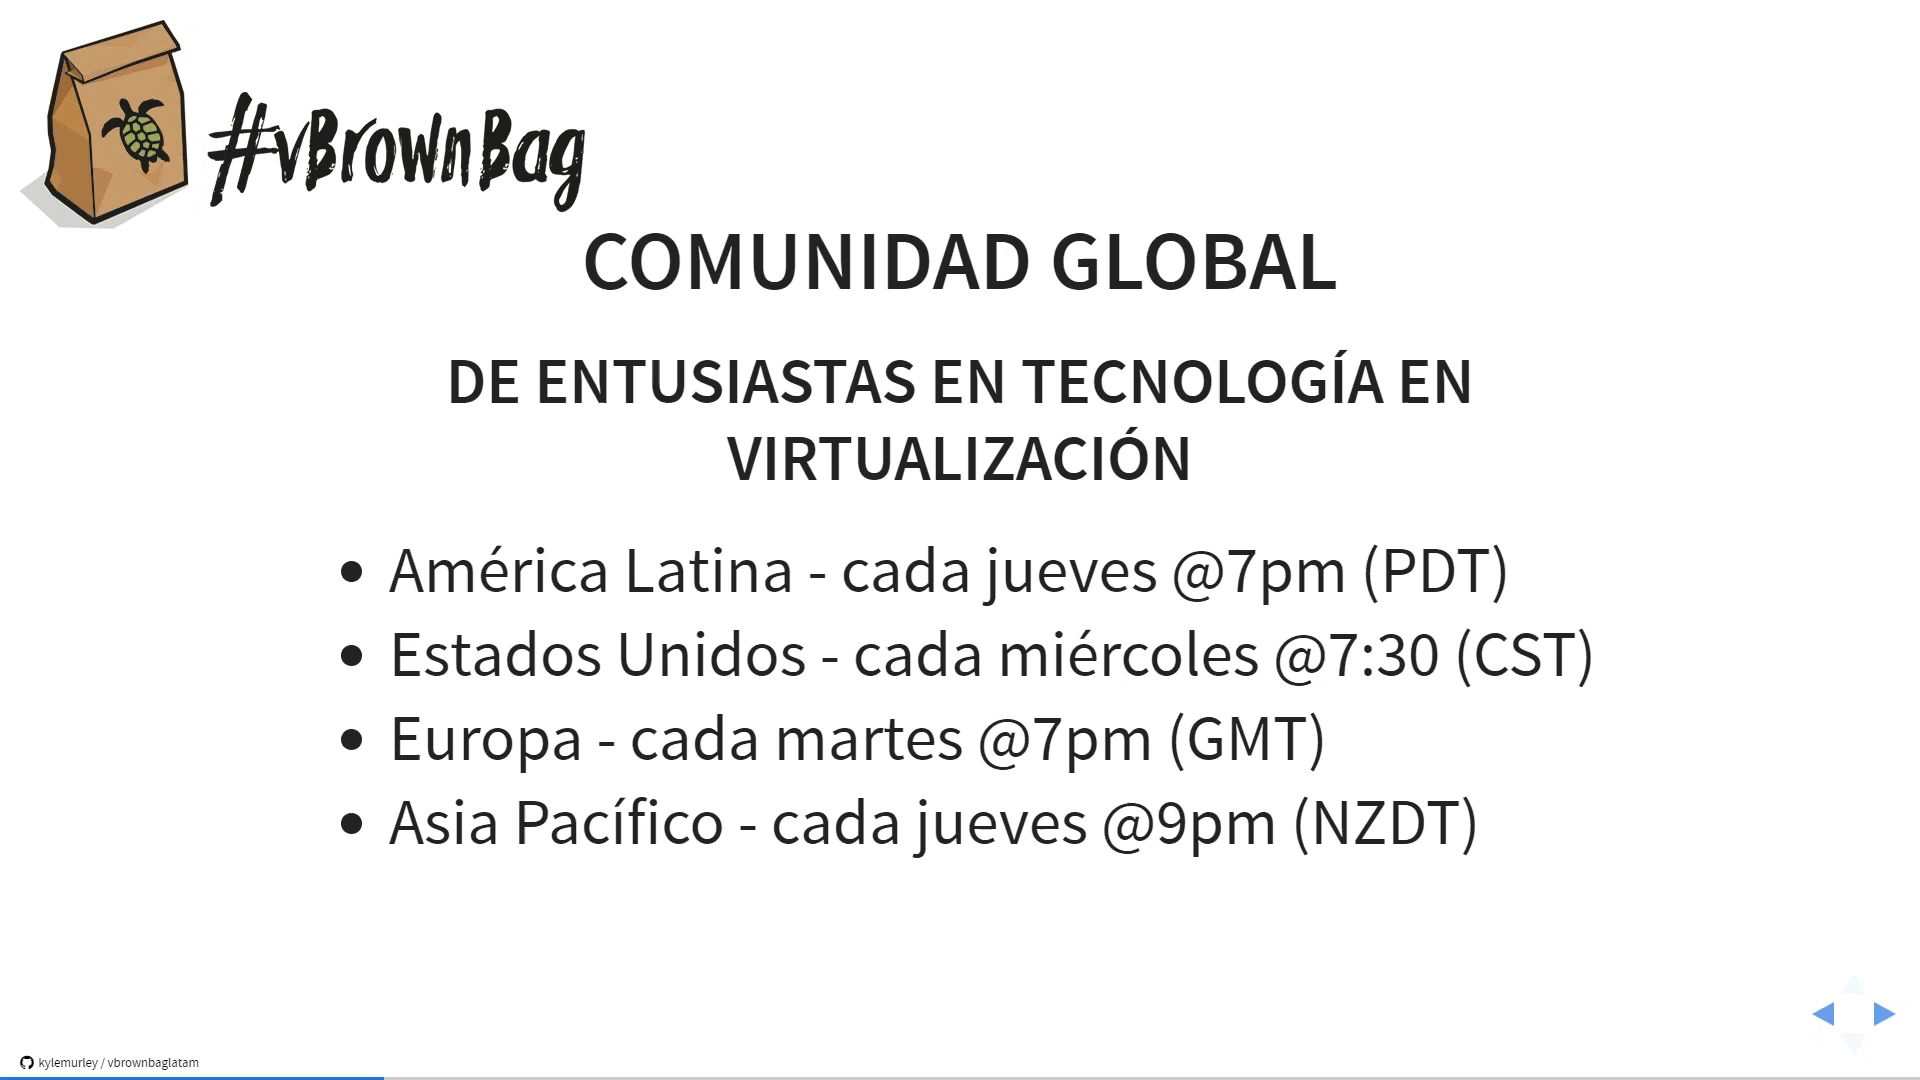 #vBrownBag
COMUNIDAD GLOBAL
DE ENTUSIASTAS EN TECNOLOGÍA EN
VIRTUALIZACIÓN
• América Latina - cada jueves @7pm (PDT)
• Estados Unidos - cada miércoles @7:30 (CST)
• Europa - cada martes @7pm (GMT)
• Asia Pacífico - cada jueves @9pm (NZDT)
kylemurley / vbrownbaglatam